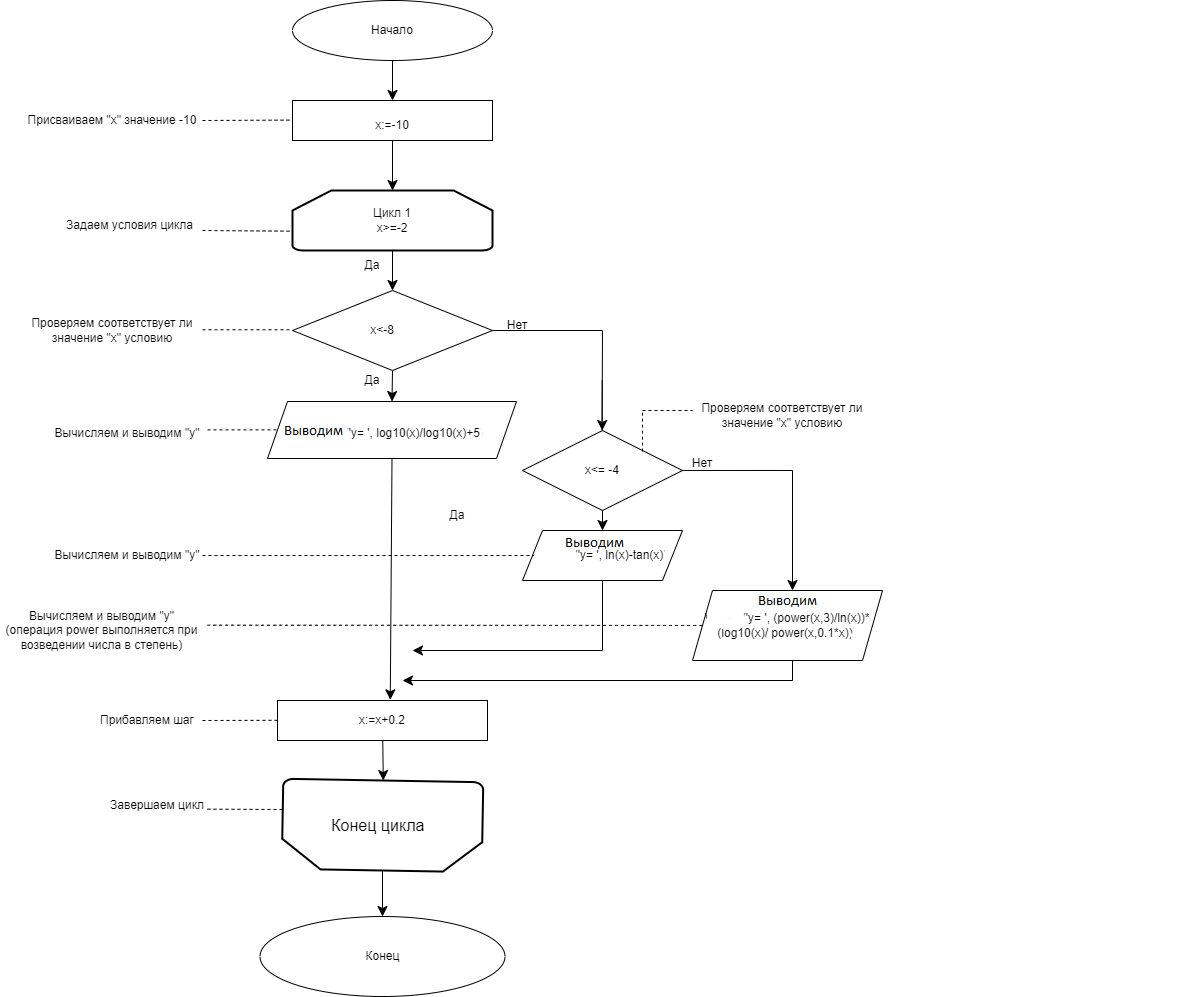 Начало
Присваиваем "x" значение -10
x:=-10
Задаем условия цикла
Цикл 1
x>=-2
Да
Проверяем соответствует ли
значение "x" условию
x<-8
Нет
Да
Вычисляем и выводим "y"
Выводим "y= ', log10(x)/log10(x)+5
Проверяем соответствует ли
значение "x" условию
x<= -4
Нет
Да
Вычисляем и выводим "y"
Выводим
"y= ', ln(x)-tan(x)
Вычисляем и выводим "y"
(операция power выполняется при
возведении числа в степень)
Выводим
"y= ', (power(x,3)/ln(x))*
(log10(x)/ power(x,0.1*x))
Прибавляем шаг
x:=x+0.2
Завершаем цикл
Конец цикла
Конец